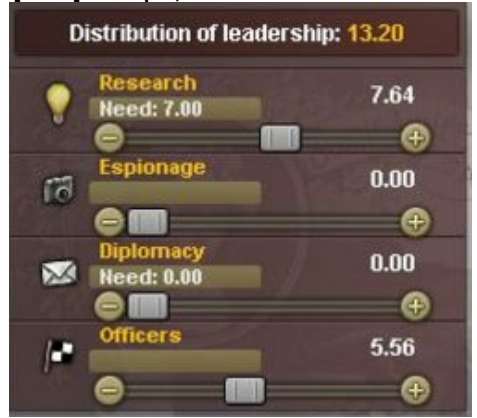 Distribution of leadership: 13.20
Research 7.64
Need: 7.00
Espionage 0.00
Diplomacy 0.00
Need: 0.00
Officers 5.56